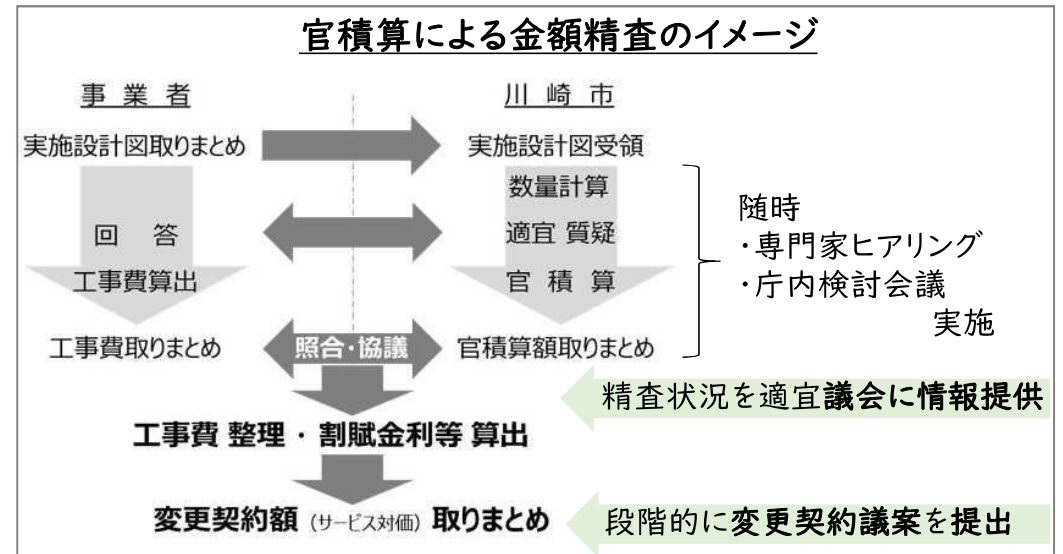 官積算による金額精査のイメージ
事 業 者
川 崎 市
実施設計図取りまとめ
実施設計図受領
数量計算
回 答
適宜 質疑
工事費算出
官 積 算
随時
・専門家ヒアリング
・庁内検討会議
実施
工事費取りまとめ
照合・協議
官積算額取りまとめ
精査状況を適宜議会に情報提供
工事費 整理 ・ 割賦金利等 算出
変更契約額 (サービス対価) 取りまとめ
段階的に変更契約議案を提出